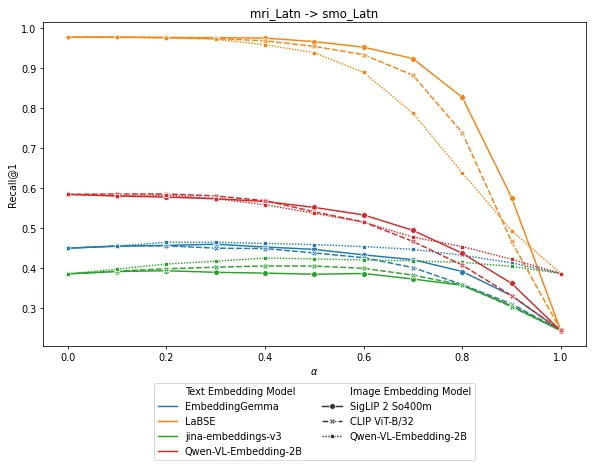 mri_Latn -> smo_Latn
1.0
0.9
0.8
0.7
0.6
0.5
0.4
0.3
Recall@1
0.0 0.2 0.4 0.6 0.8 1.0
α
Text Embedding Model Image Embedding Model
EmbeddingGemma SigLIP 2 So400m
LaBSE CLIP ViT-B/32
jina-embeddings-v3 Qwen-VL-Embedding-2B
Qwen-VL-Embedding-2B